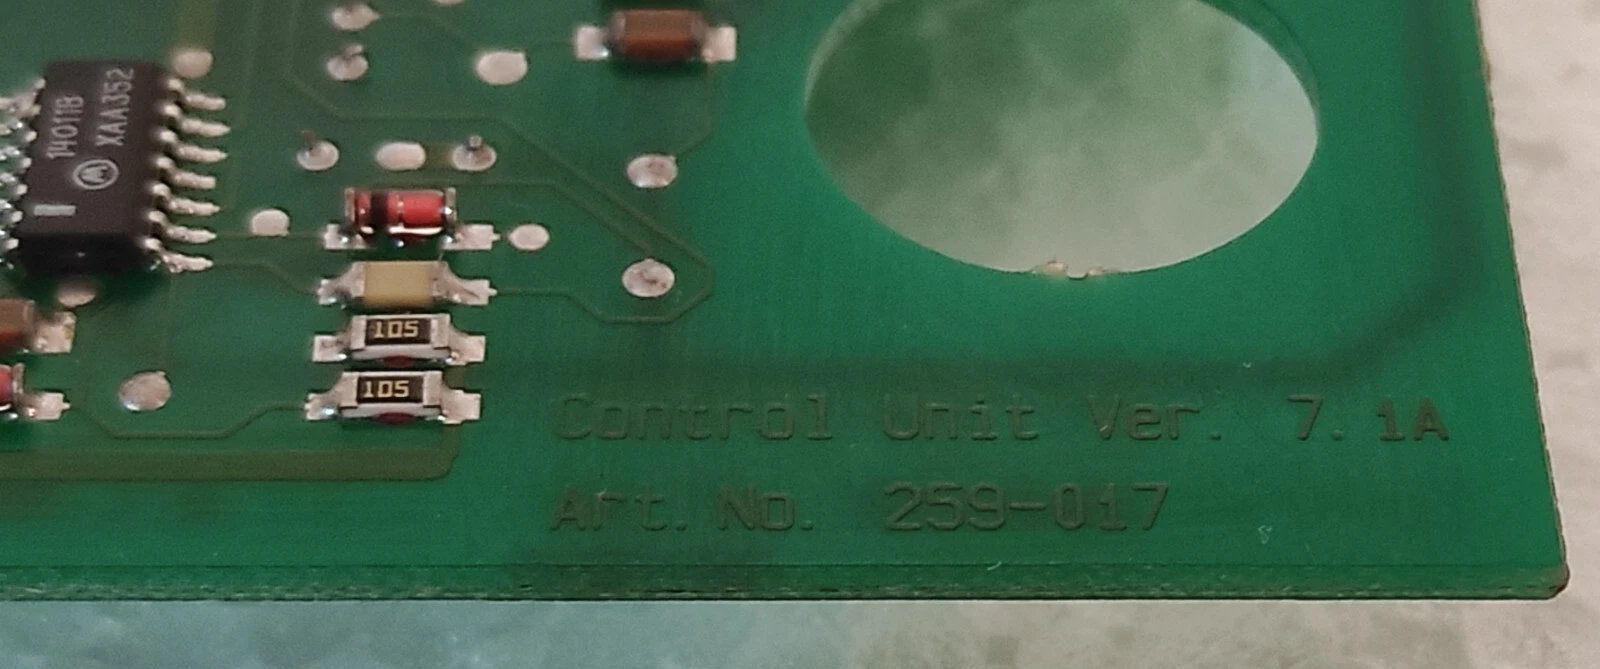 14011B
XAA352
105
105
Control Unit Ver. 7.1A
Art. No. 259-017